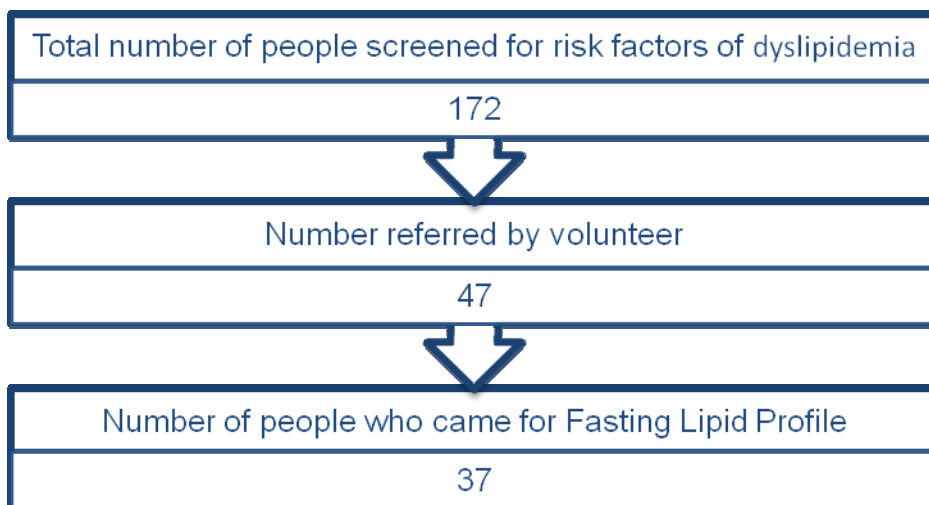 Total number of people screened for risk factors of dyslipidemia
172
Number referred by volunteer
47
Number of people who came for Fasting Lipid Profile
37